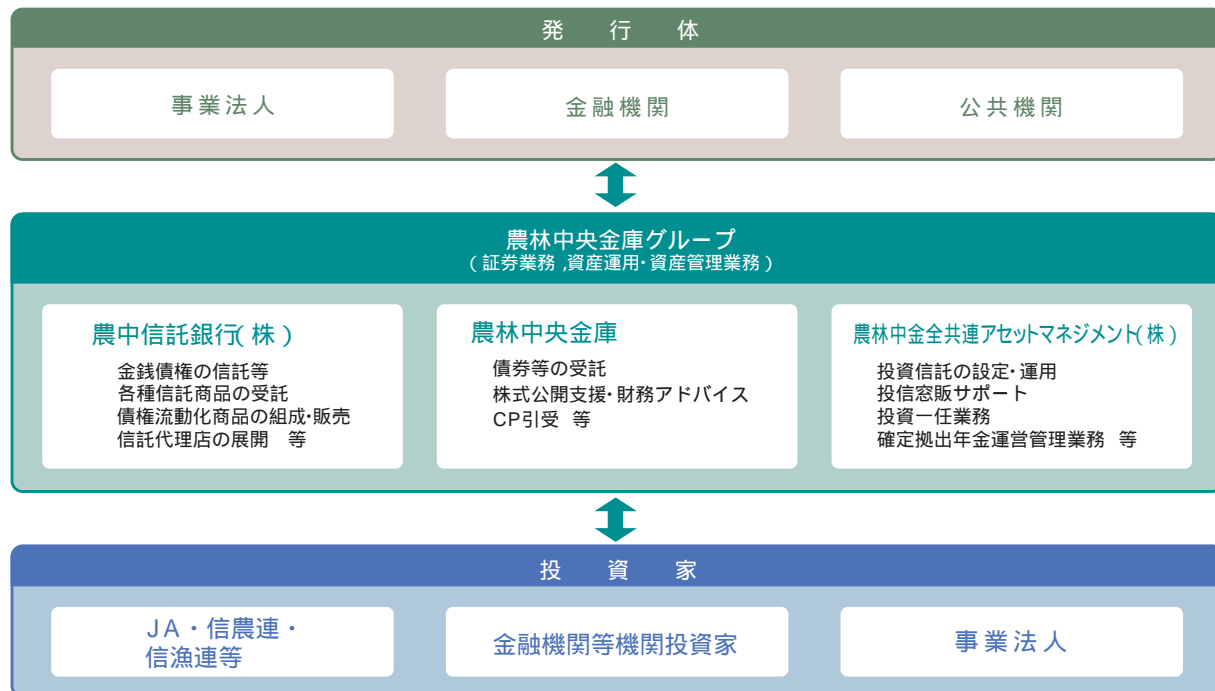 発行体
事業法人
金融機関
公共機関
農林中央金庫グループ
(証券業務,資産運用・資産管理業務)
農中信託銀行(株)
金銭債権の信託等
各種信託商品の受託
債権流動化商品の組成・販売
信託代理店の展開 等
農林中央金庫
債券等の受託
株式公開支援・財務アドバイス
CP引受 等
農林中金全共連アセットマネジメント(株)
投資信託の設定・運用
投信窓販サポート
投資一任業務
確定拠出年金運営管理業務 等
投資家
JA・信農連・
信漁連等
金融機関等機関投資家
事業法人